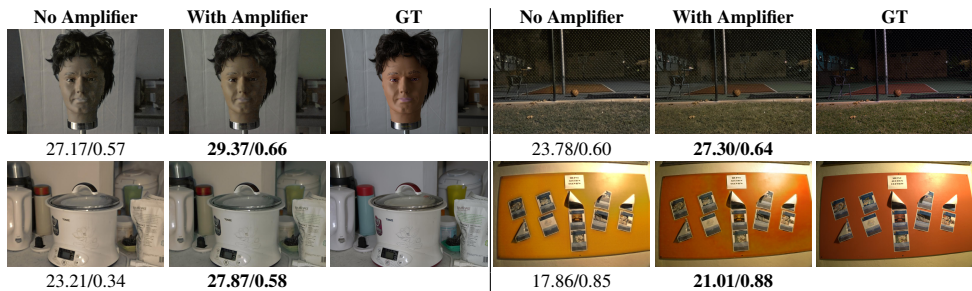 No Amplifier With Amplifier GT No Amplifier With Amplifier GT
27.17/0.57 29.37/0.66 23.78/0.60 27.30/0.64
23.21/0.34 27.87/0.58 17.86/0.85 21.01/0.88